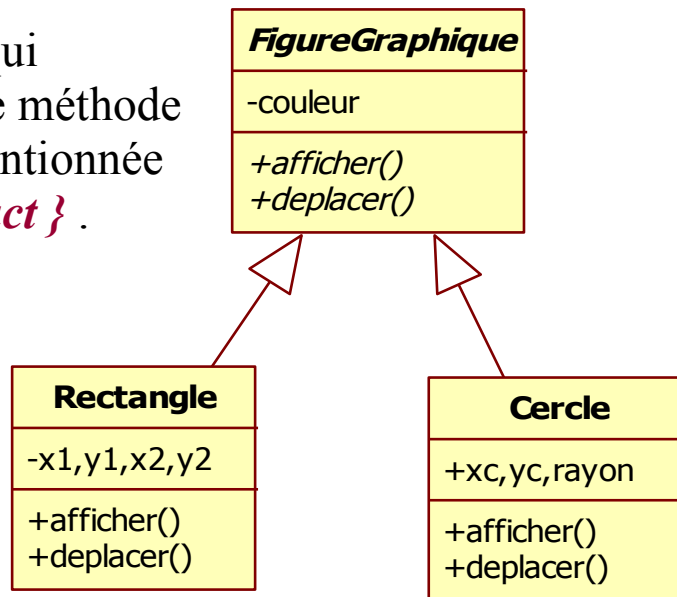 ui
e méthode
ntionnée
ct } .
FigureGraphique
-couleur
+afficher()
+deplacer()
Rectangle
-x1,y1,x2,y2
+afficher()
+deplacer()
Cercle
+xc,yc,rayon
+afficher()
+deplacer()